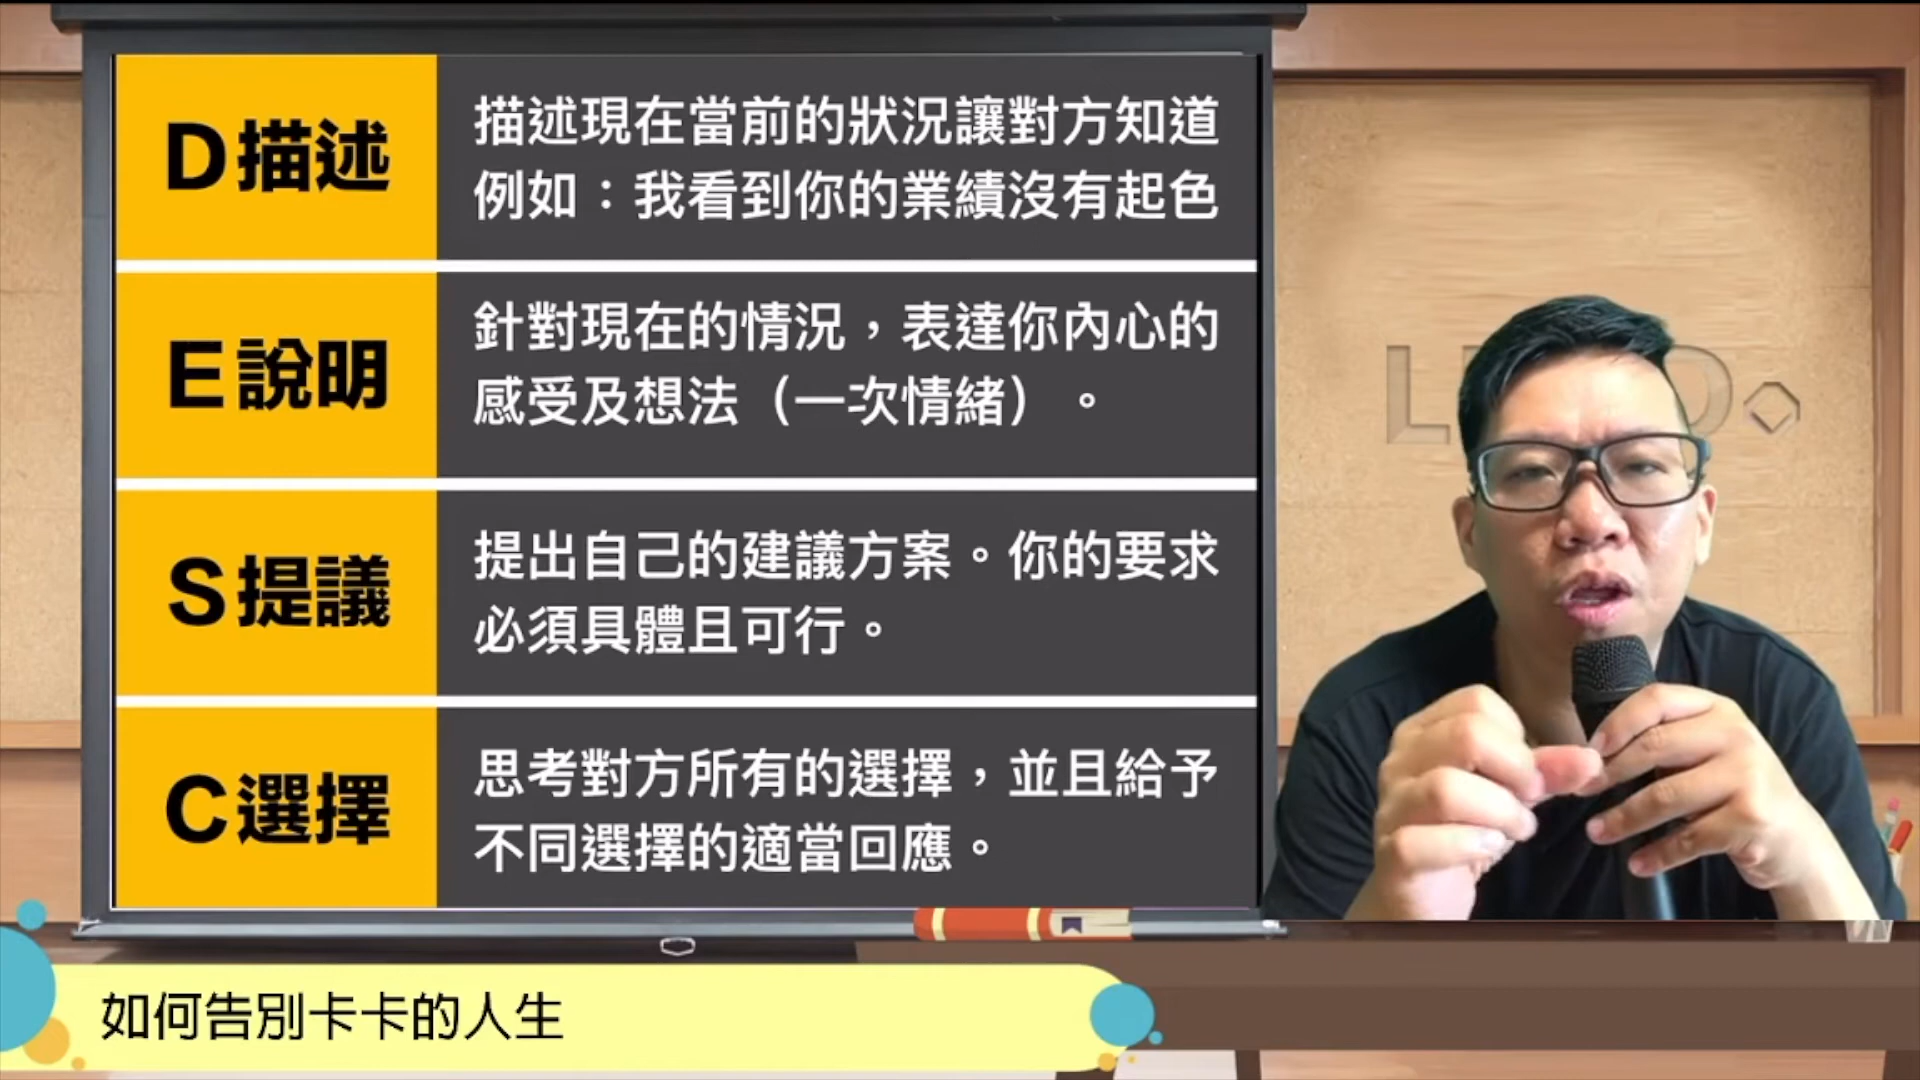 D描述
描述現在當前的狀況讓對方知道
例如：我看到你的業績沒有起色
E說明
針對現在的情況，表達你內心的
感受及想法（一次情緒）。
S提議
提出自己的建議方案。你的要求
必須具體且可行。
C選擇
思考對方所有的選擇，並且給予
不同選擇的適當回應。
如何告別卡卡的人生